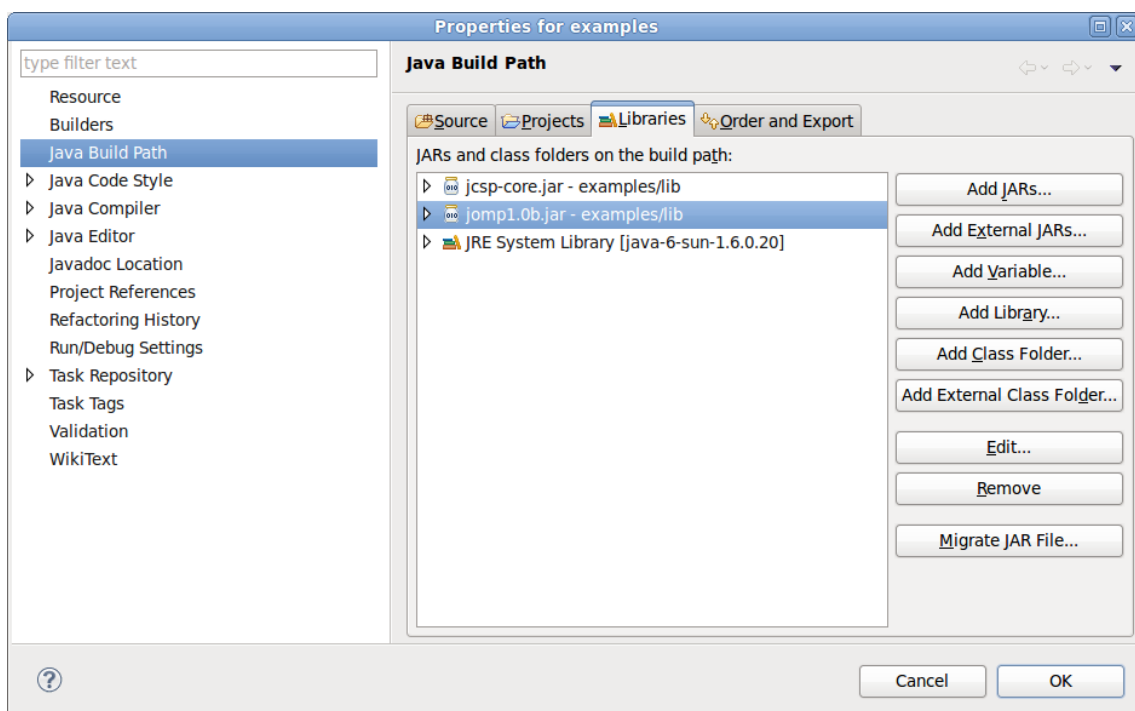 Properties for examples
type filter text
Resource
Builders
Java Build Path
Java Code Style
Java Compiler
Java Editor
Javadoc Location
Project References
Refactoring History
Run/Debug Settings
Task Repository
Task Tags
Validation
WikiText
Java Build Path
Source Projects Libraries Order and Export
JARs and class folders on the build path:
jcsp-core.jar - examples/lib
jomp1.0b.jar - examples/lib
JRE System Library [java-6-sun-1.6.0.20]
Add JARs...
Add External JARs...
Add Variable...
Add Library...
Add Class Folder...
Add External Class Folder...
Edit...
Remove
Migrate JAR File...
?
Cancel OK